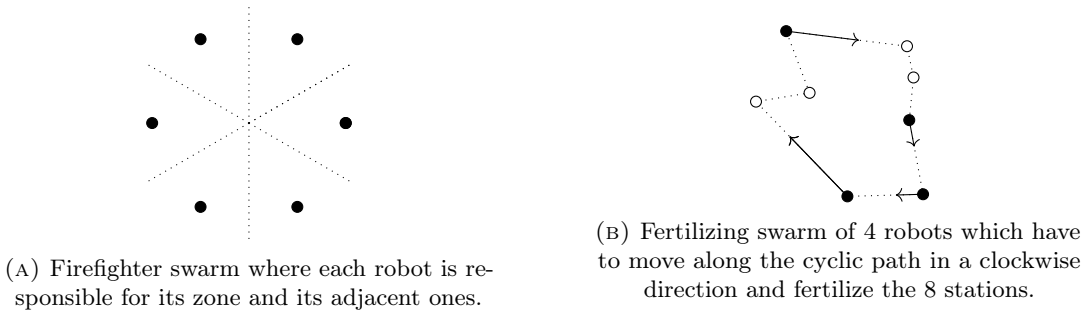 (A) Firefighter swarm where each robot is re-
sponsible for its zone and its adjacent ones.
(B) Fertilizing swarm of 4 robots which have
to move along the cyclic path in a clockwise
direction and fertilize the 8 stations.